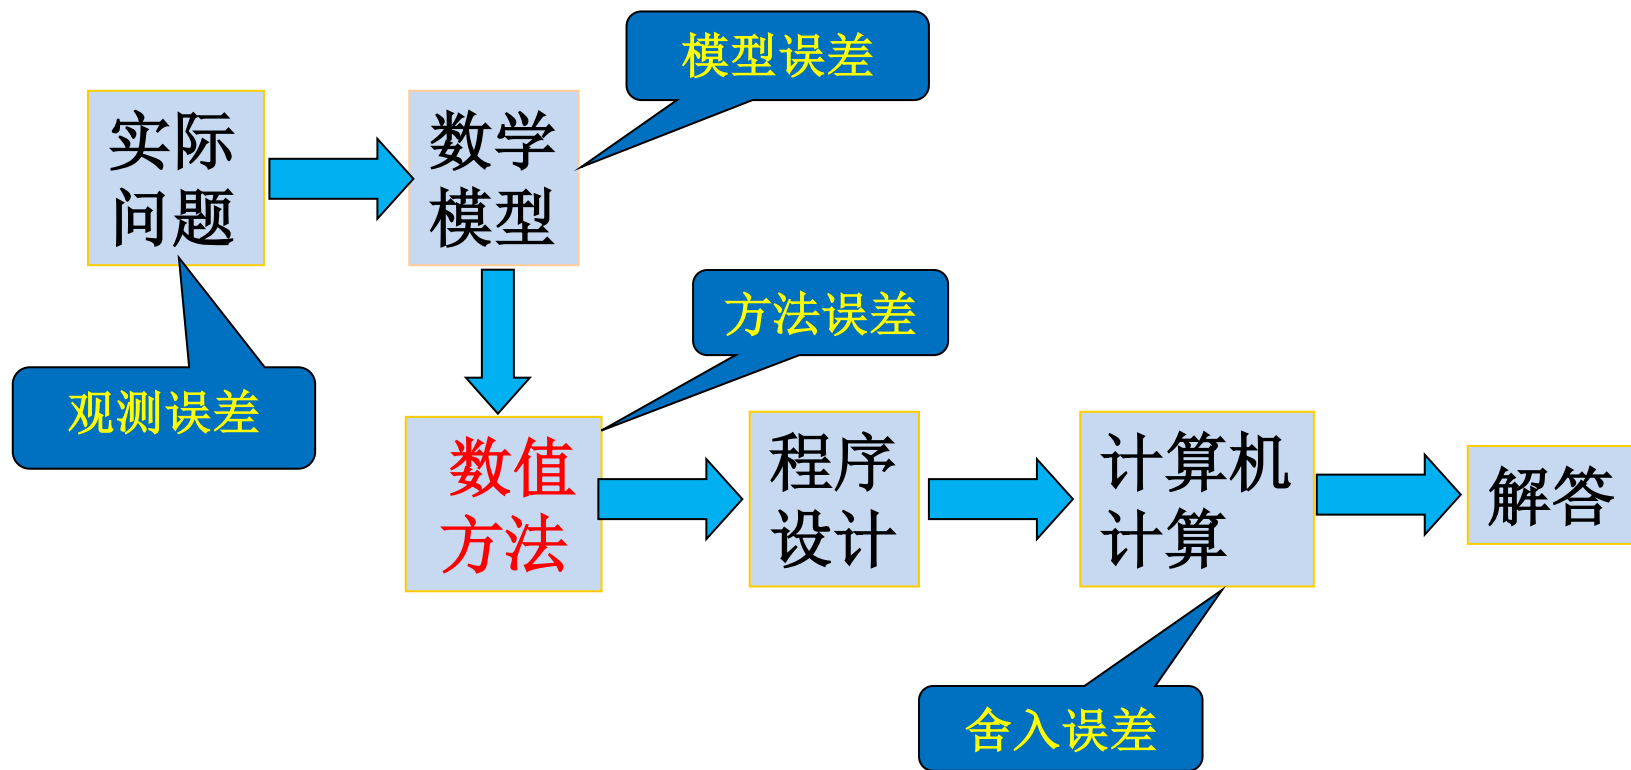 模型误差
实际
问题
数学
模型
方法误差
观测误差
数值
方法
程序
设计
计算机
计算
解答
舍入误差